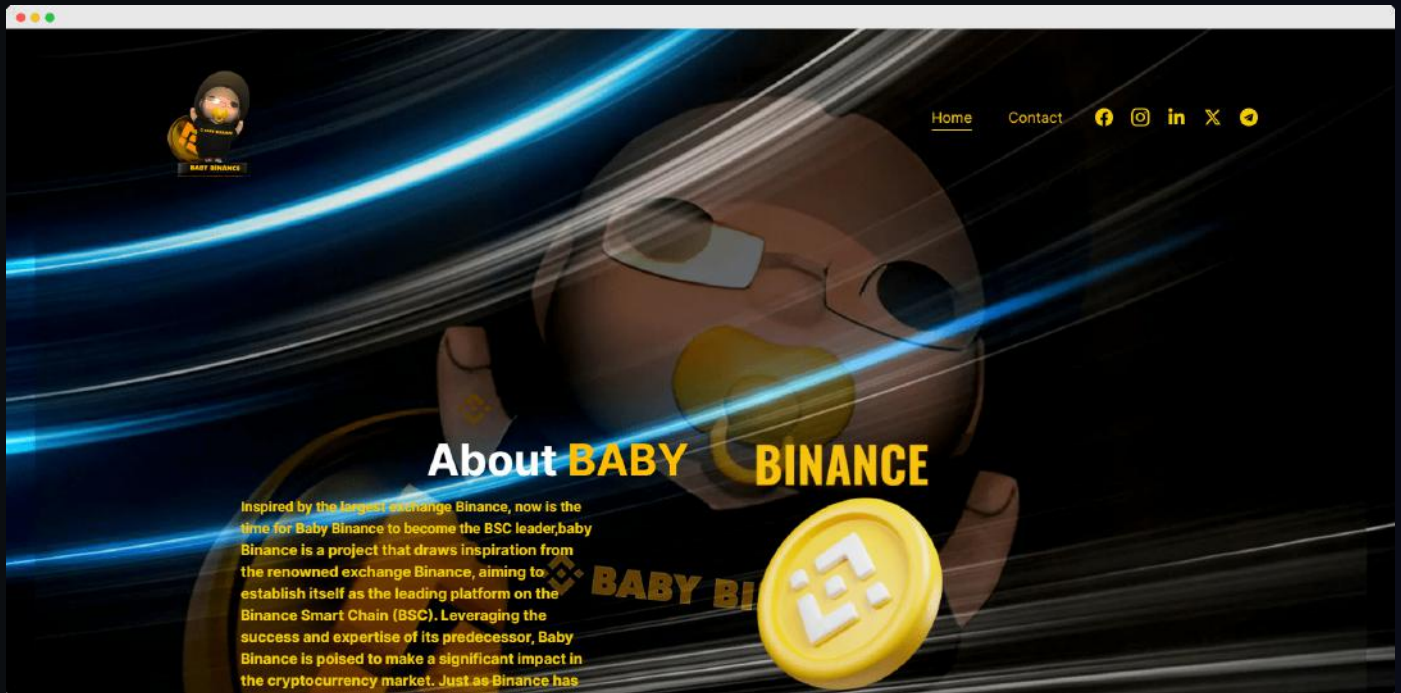 BABY BINANCE
Home
Contact
About BABY
BINANCE
Inspired by the largest exchange Binance, now is the
time for Baby Binance to become the BSC leader,baby
Binance is a project that draws inspiration from
the renowned exchange Binance, aiming to
establish itself as the leading platform on the
Binance Smart Chain (BSC). Leveraging the
success and expertise of its predecessor, Baby
Binance is poised to make a significant impact in
the cryptocurrency market. Just as Binance has
BABY BI